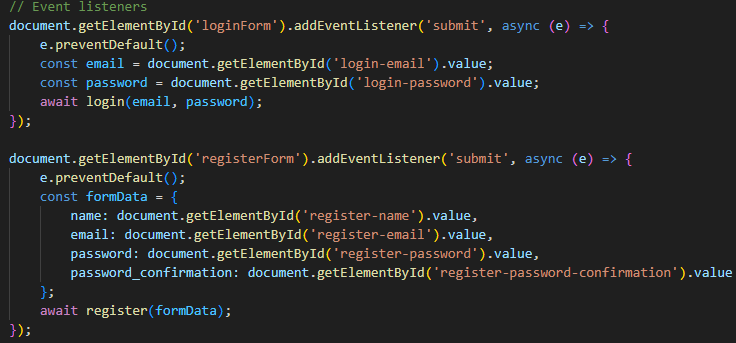 // Event listeners
document.getElementById('loginForm').addEventListener('submit', async (e) => {
    e.preventDefault();
    const email = document.getElementById('login-email').value;
    const password = document.getElementById('login-password').value;
    await login(email, password);
});

document.getElementById('registerForm').addEventListener('submit', async (e) => {
    e.preventDefault();
    const formData = {
        name: document.getElementById('register-name').value,
        email: document.getElementById('register-email').value,
        password: document.getElementById('register-password').value,
        password_confirmation: document.getElementById('register-password-confirmation').value
    };
    await register(formData);
});